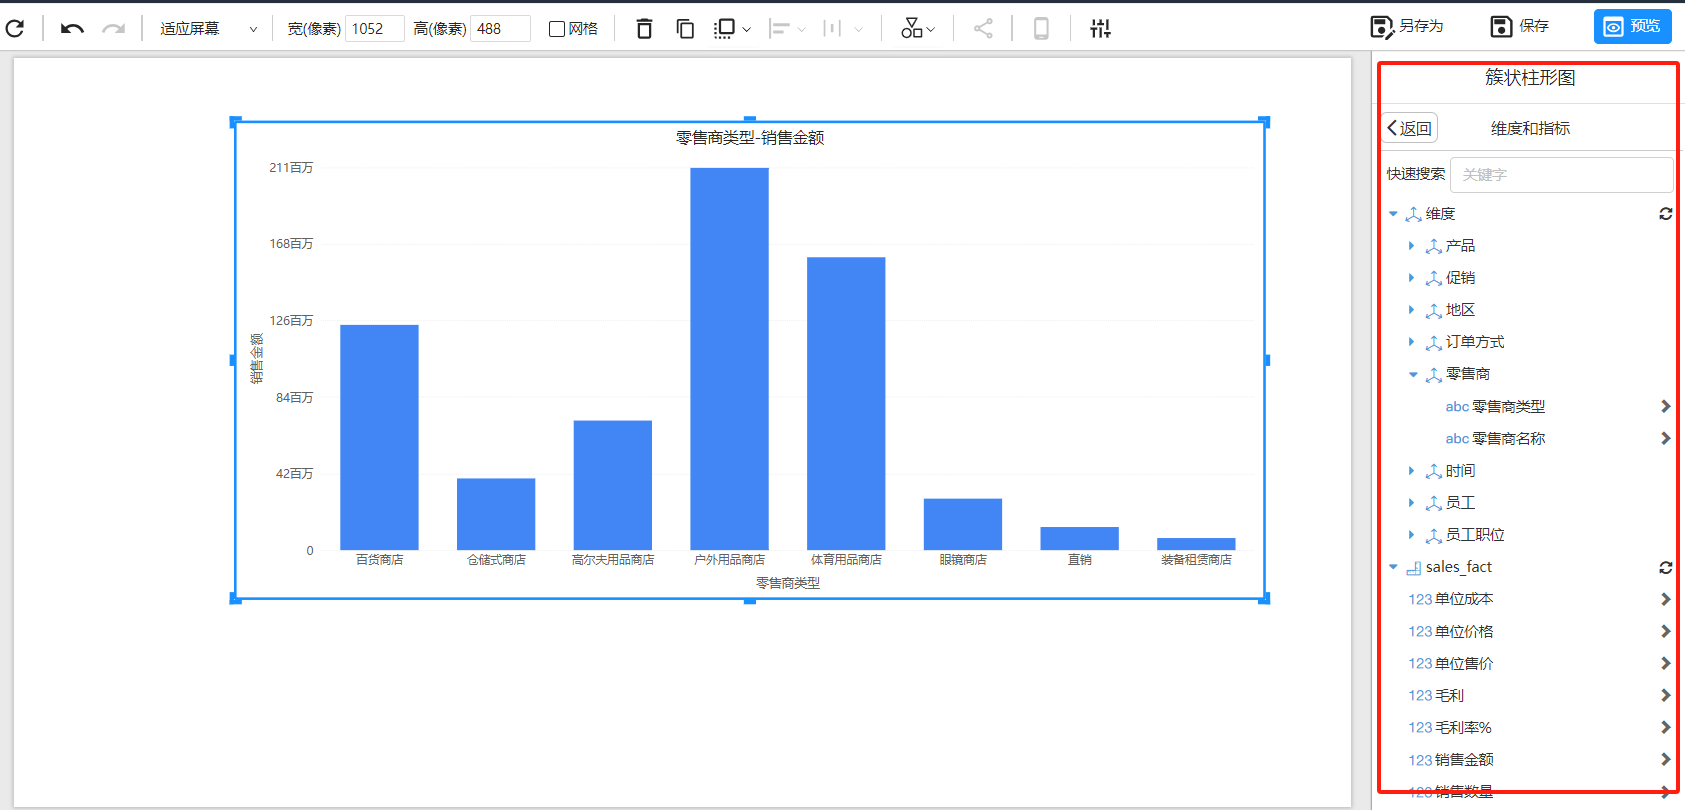 适应屏幕 宽(像素) 1052 高(像素) 488 网格 另存为 保存 预览
零售商类型-销售金额
211百万
168百万
126百万
84百万
42百万
0
销售金额
百货商店 仓储式商店 高尔夫用品商店 户外用品商店 体育用品商店 眼镜商店 直销 装备租赁商店
零售商类型
簇状柱形图
返回 维度和指标
快速搜索 关键字
维度
产品
促销
地区
订单方式
零售商
abc 零售商类型
abc 零售商名称
时间
员工
员工职位
sales_fact
123 单位成本
123 单位价格
123 单位售价
123 毛利
123 毛利率%
123 销售金额
123 销售数量